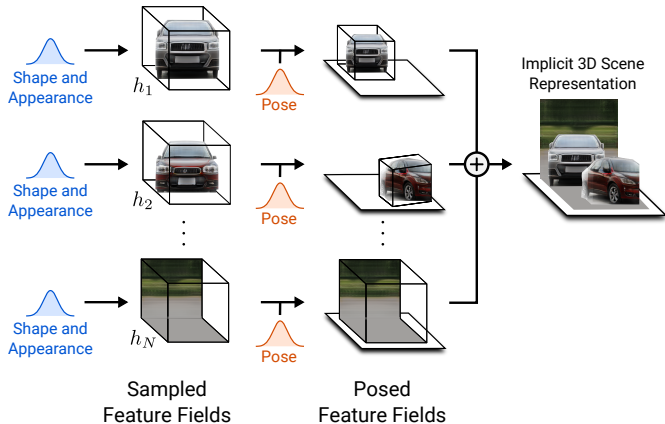 Implicit 3D Scene
Representation
Shape and
Appearance
h1
Pose
Shape and
Appearance
h2
Pose
Shape and
Appearance
hN
Pose
Sampled
Feature Fields
Posed
Feature Fields